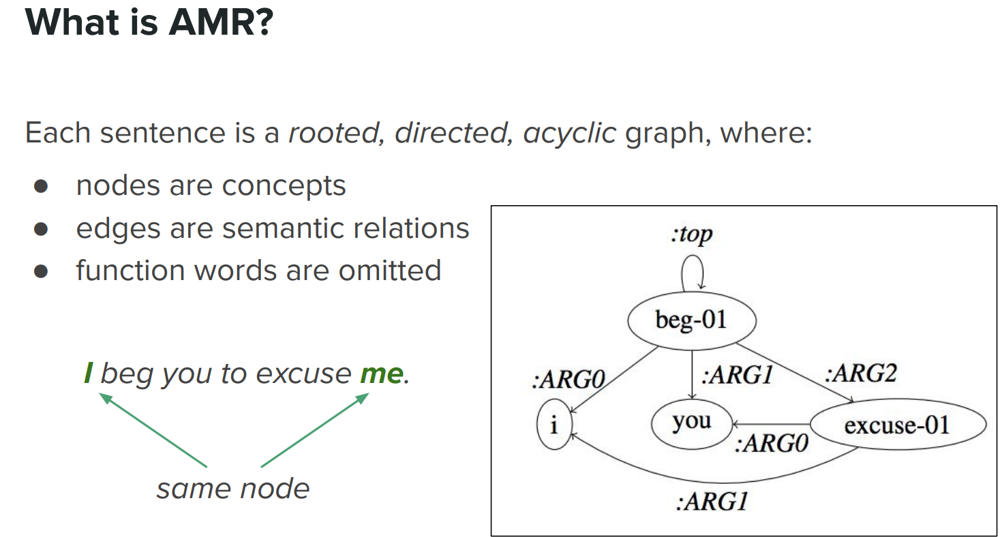 What is AMR?
Each sentence is a rooted, directed, acyclic graph, where:
● nodes are concepts
● edges are semantic relations
● function words are omitted
I beg you to excuse me.
same node
:top
beg-01
:ARG0
:ARG1
:ARG2
i
you
excuse-01
:ARG0
:ARG1